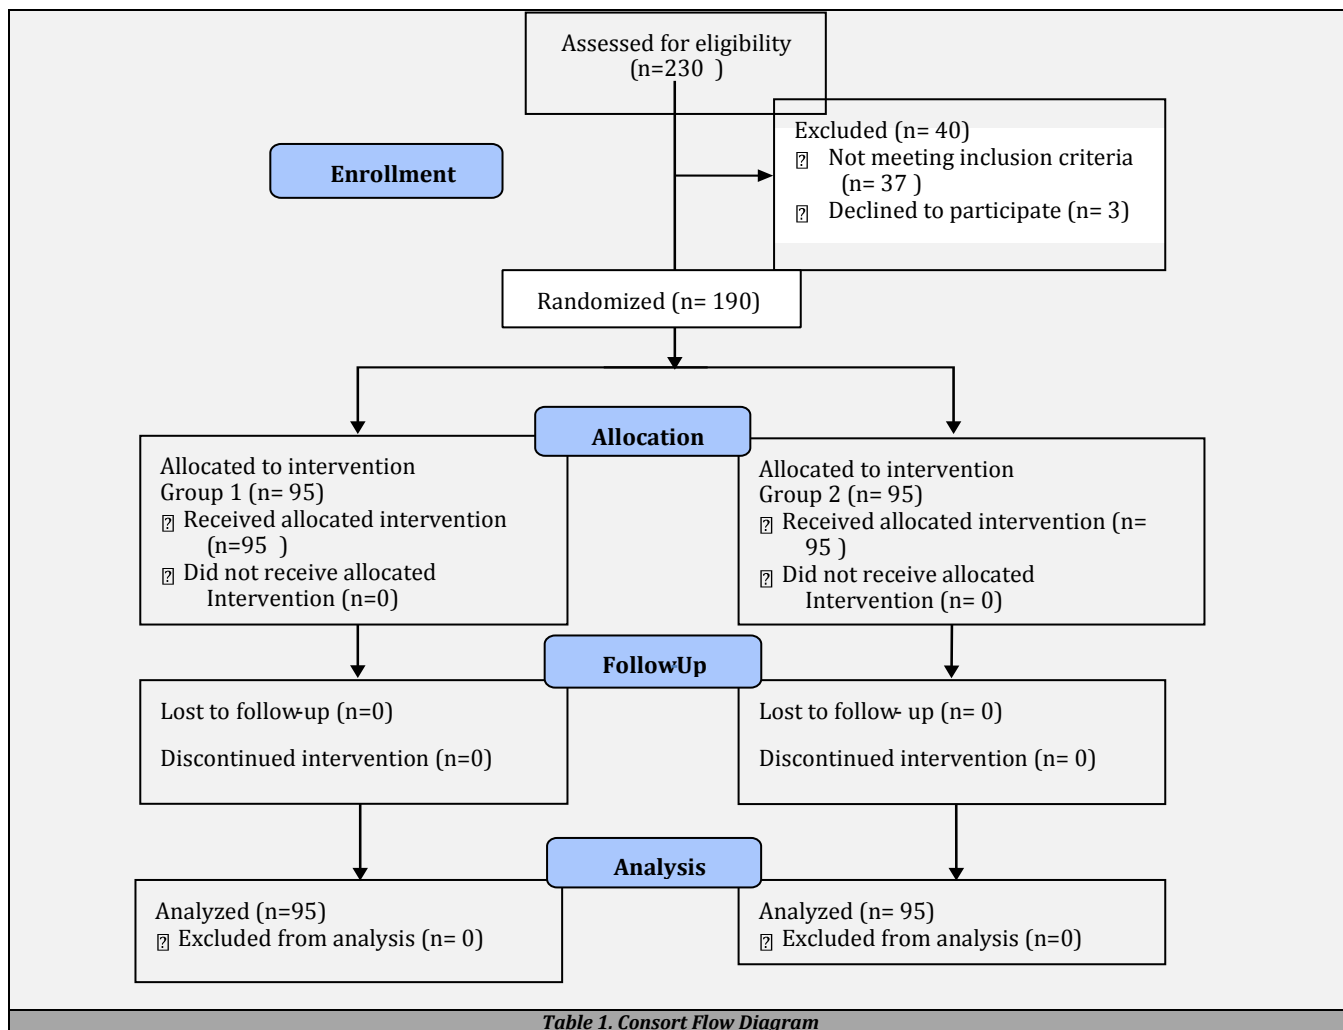 Assessed for eligibility
(n=230  )
Excluded (n= 40)
⍰ Not meeting inclusion criteria
(n= 37 )
⍰ Declined to participate (n= 3)
Enrollment
Randomized (n= 190)
Allocation
Allocated to intervention
Group 1 (n= 95)
⍰ Received allocated intervention
(n=95  )
⍰ Did not receive allocated
Intervention (n=0)
Allocated to intervention
Group 2 (n= 95)
⍰ Received allocated intervention (n=
95 )
⍰ Did not receive allocated
Intervention (n= 0)
FollowUp
Lost to follow-up (n=0)
Discontinued intervention (n=0)
Lost to follow- up (n= 0)
Discontinued intervention (n= 0)
Analysis
Analyzed (n=95)
⍰ Excluded from analysis (n= 0)
Analyzed (n= 95)
⍰ Excluded from analysis (n=0)
Table 1. Consort Flow Diagram